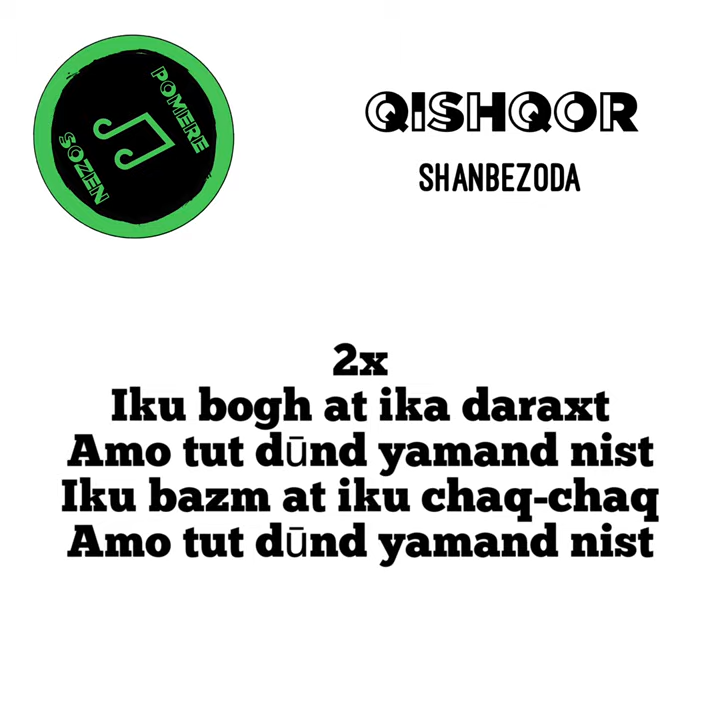 POMERE
SOZEN
QISHQOR
SHANBEZODA
2x
Iku bogh at ika daraxt
Amo tut dūnd yamand nist
Iku bazm at iku chaq-chaq
Amo tut dūnd yamand nist